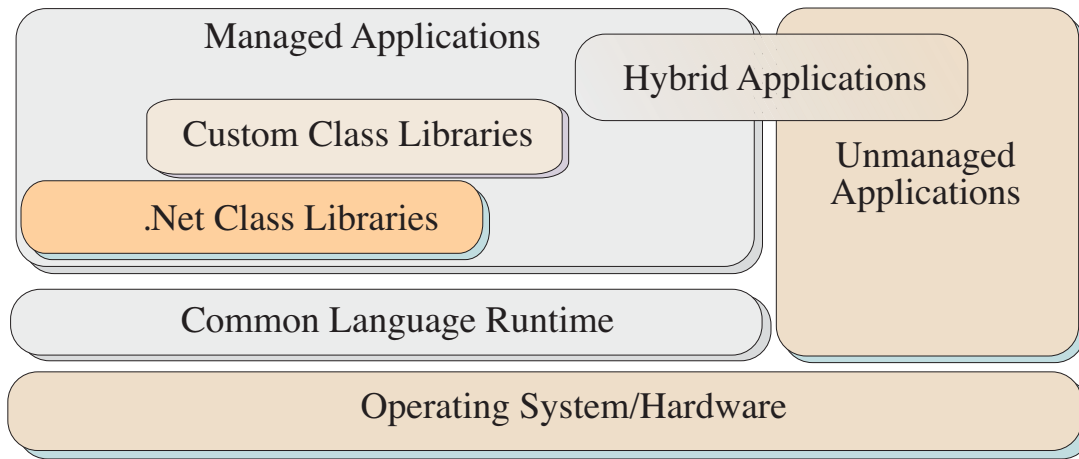 Managed Applications
Hybrid Applications
Custom Class Libraries
Unmanaged
Applications
.Net Class Libraries
Common Language Runtime
Operating System/Hardware